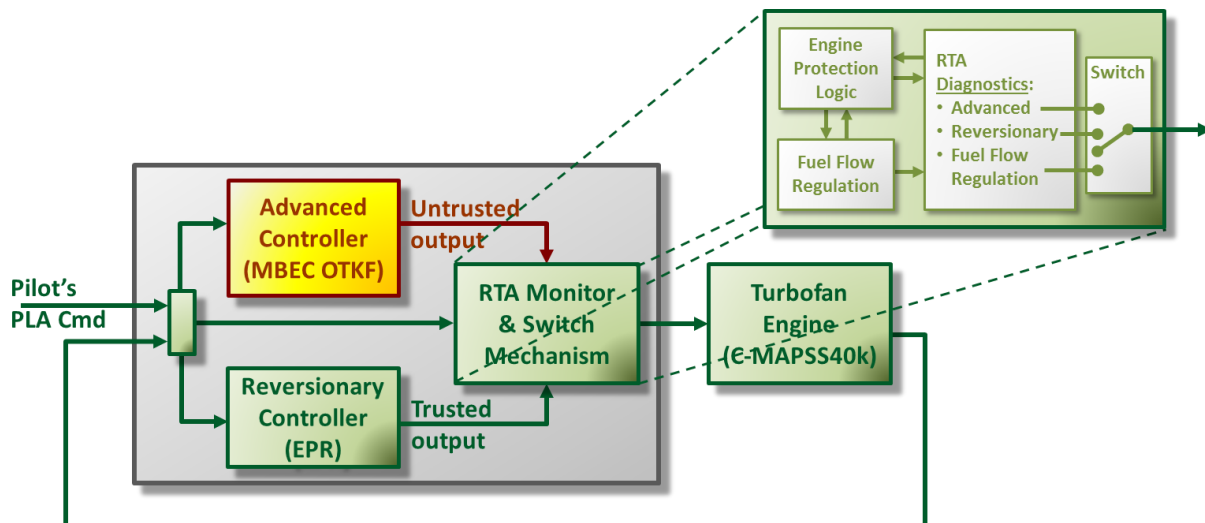 Engine
Protection
Logic
RTA
Diagnostics:
• Advanced
• Reversionary
• Fuel Flow
Regulation
Switch
Fuel Flow
Regulation
Advanced
Controller
(MBEC OTKF)
Untrusted
output
Pilot's
PLA Cmd
RTA Monitor
& Switch
Mechanism
Turbofan
Engine
(C-MAPSS40k)
Reversionary
Controller
(EPR)
Trusted
output